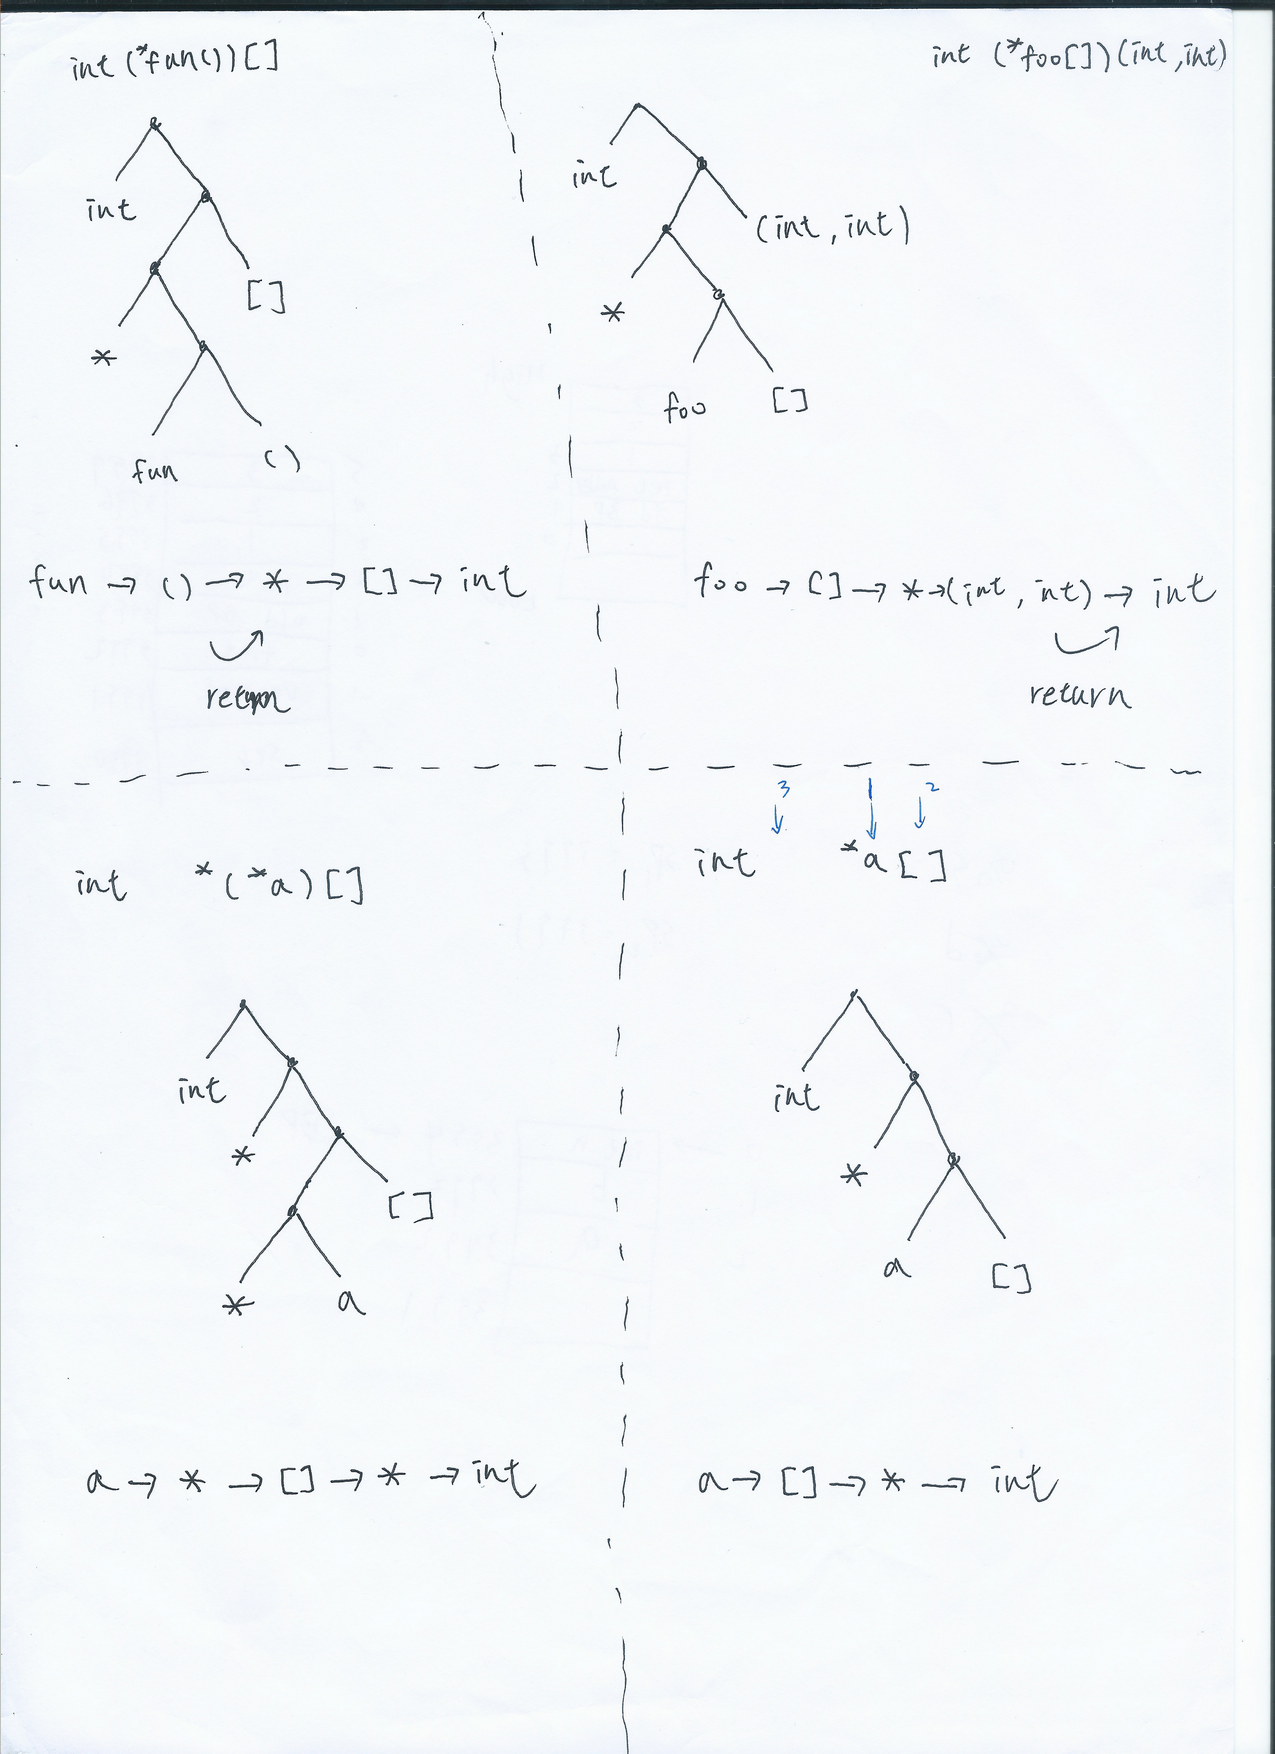 int (*fun())[]
int
[]
*
fun
()
fun → () → * → [] → int
return
int (*foo[])(int, int)
int
(int, int)
*
foo
[]
foo → [] → * → (int, int) → int
return
int *(*a)[]
int
*
[]
*
a
a → * → [] → * → int
3 1 2
int *a[]
int
*
a
[]
a → [] → * → int